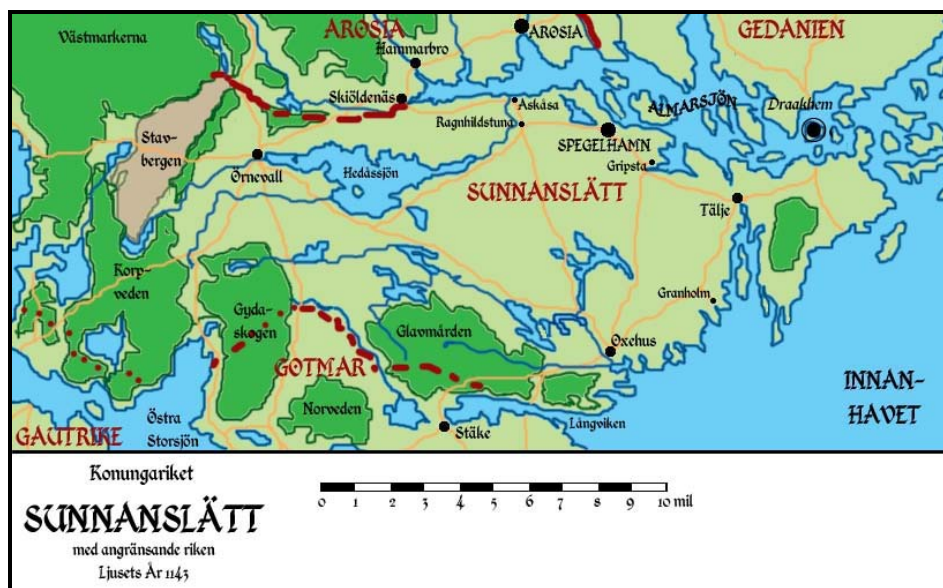 AROSIA
GEDANIEN
Västmarkerna
AROSIA
Hammarbro
Skiöldenäs
Askåsa
ALMARSJÖN
Draakhem
Ragnhildstuna
SPEGELHAMN
Stav-
bergen
Örnevall
Hedåssjön
Gripsta
SUNNANSLÄTT
Tälje
Korp-
veden
Gyda-
skogen
Granholm
Glavmården
Oxehus
GOTMAR
INNAN-
HAVET
Norveden
Östra
Storsjön
Långviken
Stäke
GAUTRIKE
Konungariket
SUNNANSLÄTT
med angränsande riken
Ljusets År 1143
0 1 2 3 4 5 6 7 8 9 10 mil